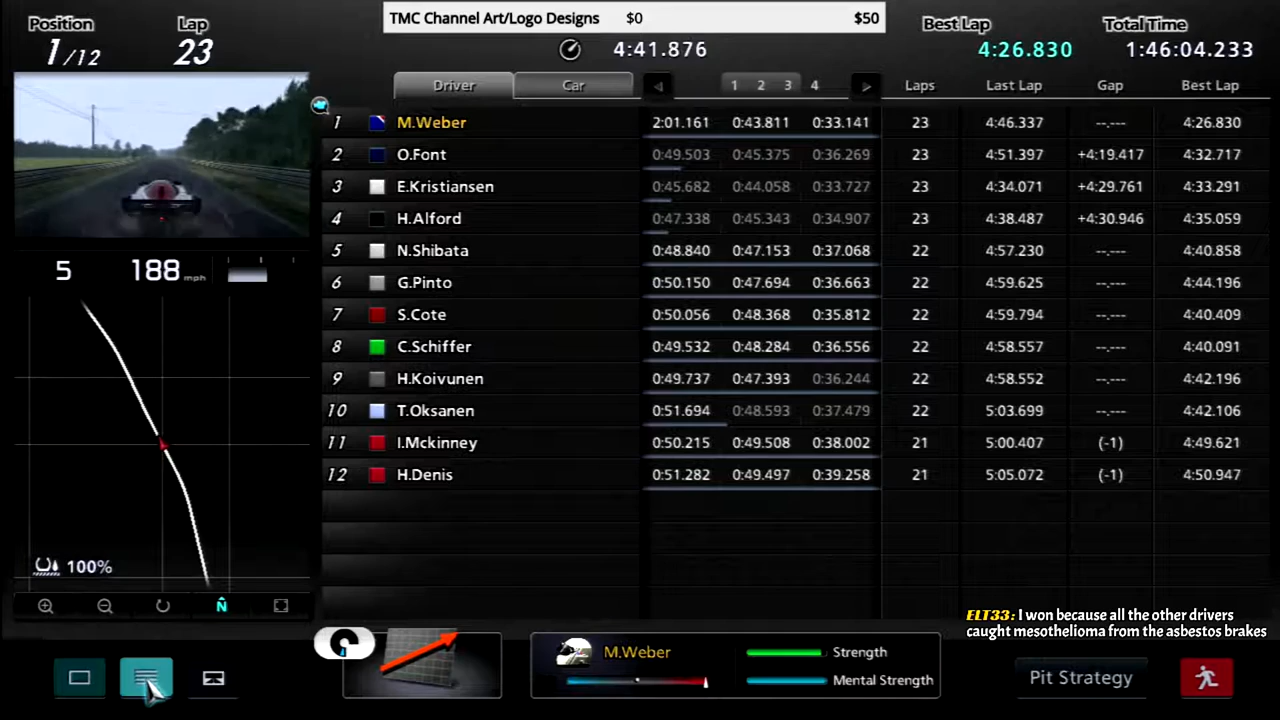 Position
1/12
Lap
23
TMC Channel Art/Logo Designs $0 $50
4:41.876
Best Lap
4:26.830
Total Time
1:46:04.233
Driver Car 1 2 3 4 Laps Last Lap Gap Best Lap
1 M.Weber 2:01.161 0:43.811 0:33.141 23 4:46.337 --.--- 4:26.830
2 O.Font 0:49.503 0:45.375 0:36.269 23 4:51.397 +4:19.417 4:32.717
3 E.Kristiansen 0:45.682 0:44.058 0:33.727 23 4:34.071 +4:29.761 4:33.291
4 H.Alford 0:47.338 0:45.343 0:34.907 23 4:38.487 +4:30.946 4:35.059
5 N.Shibata 0:48.840 0:47.153 0:37.068 22 4:57.230 --.--- 4:40.858
6 G.Pinto 0:50.150 0:47.694 0:36.663 22 4:59.625 --.--- 4:44.196
7 S.Cote 0:50.056 0:48.368 0:35.812 22 4:59.794 --.--- 4:40.409
8 C.Schiffer 0:49.532 0:48.284 0:36.556 22 4:58.557 --.--- 4:40.091
9 H.Koivunen 0:49.737 0:47.393 0:36.244 22 4:58.552 --.--- 4:42.196
10 T.Oksanen 0:51.694 0:48.593 0:37.479 22 5:03.699 --.--- 4:42.106
11 I.Mckinney 0:50.215 0:49.508 0:38.002 21 5:00.407 (-1) 4:49.621
12 H.Denis 0:51.282 0:49.497 0:39.258 21 5:05.072 (-1) 4:50.947
5 188 mph
100%
N
ELT33: I won because all the other drivers
caught mesothelioma from the asbestos brakes
M.Weber
Strength
Mental Strength
Pit Strategy